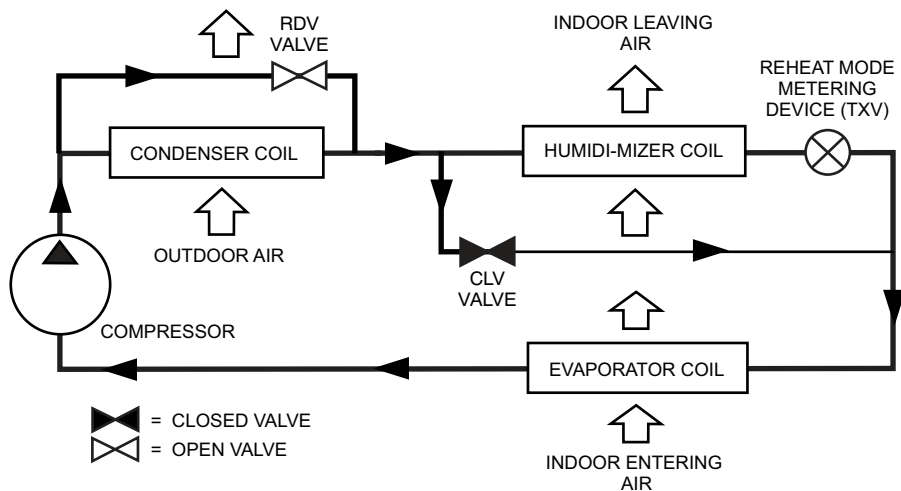 RDV
VALVE
INDOOR LEAVING
AIR
REHEAT MODE
METERING
DEVICE (TXV)
CONDENSER COIL
HUMIDI-MIZER COIL
OUTDOOR AIR
CLV
VALVE
COMPRESSOR
EVAPORATOR COIL
= CLOSED VALVE
= OPEN VALVE
INDOOR ENTERING
AIR